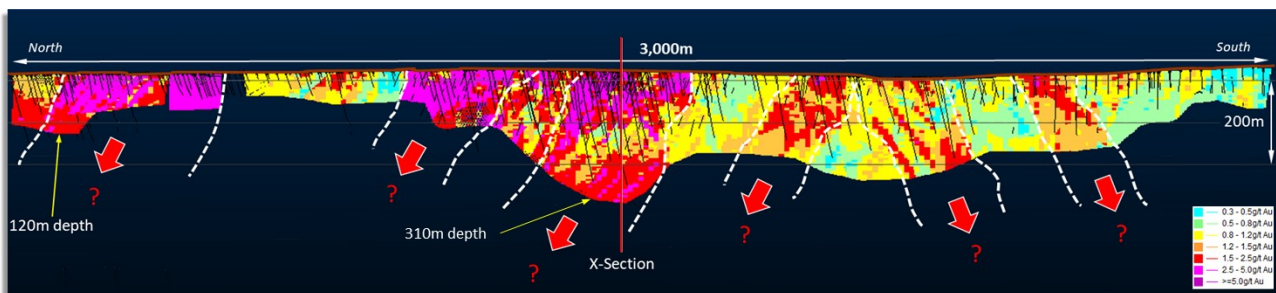 North
3,000m
South
200m
?
?
120m depth
310m depth
?
?
?
?
X-Section
0.3 - 0.5g/t Au
0.5 - 0.8g/t Au
0.8 - 1.2g/t Au
1.2 - 1.5g/t Au
1.5 - 2.5g/t Au
2.5 - 5.0g/t Au
>=5.0g/t Au